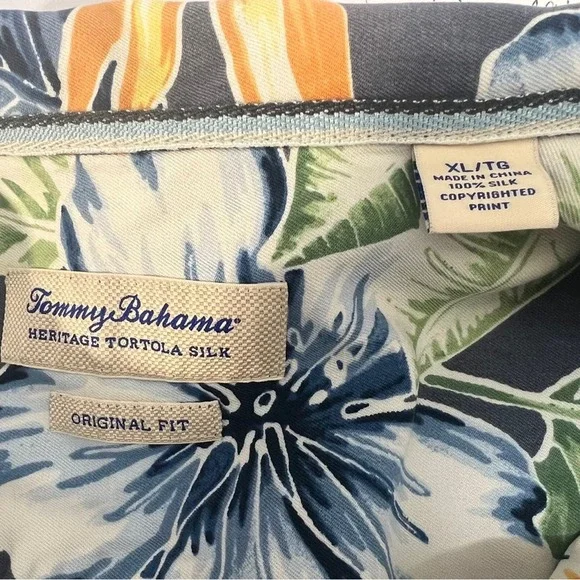 XL/TG
MADE IN CHINA
100% SILK
COPYRIGHTED
PRINT
Tommy Bahama®
HERITAGE TORTOLA SILK
ORIGINAL FIT